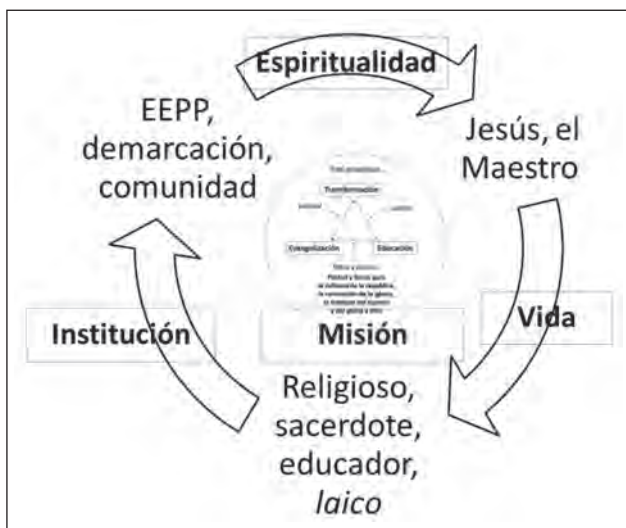 Espiritualidad
EEPP,
demarcación,
comunidad
Jesús, el
Maestro
Transformación
Evangelización
Educación
Institución
Misión
Vida
Religioso,
sacerdote,
educador,
laico